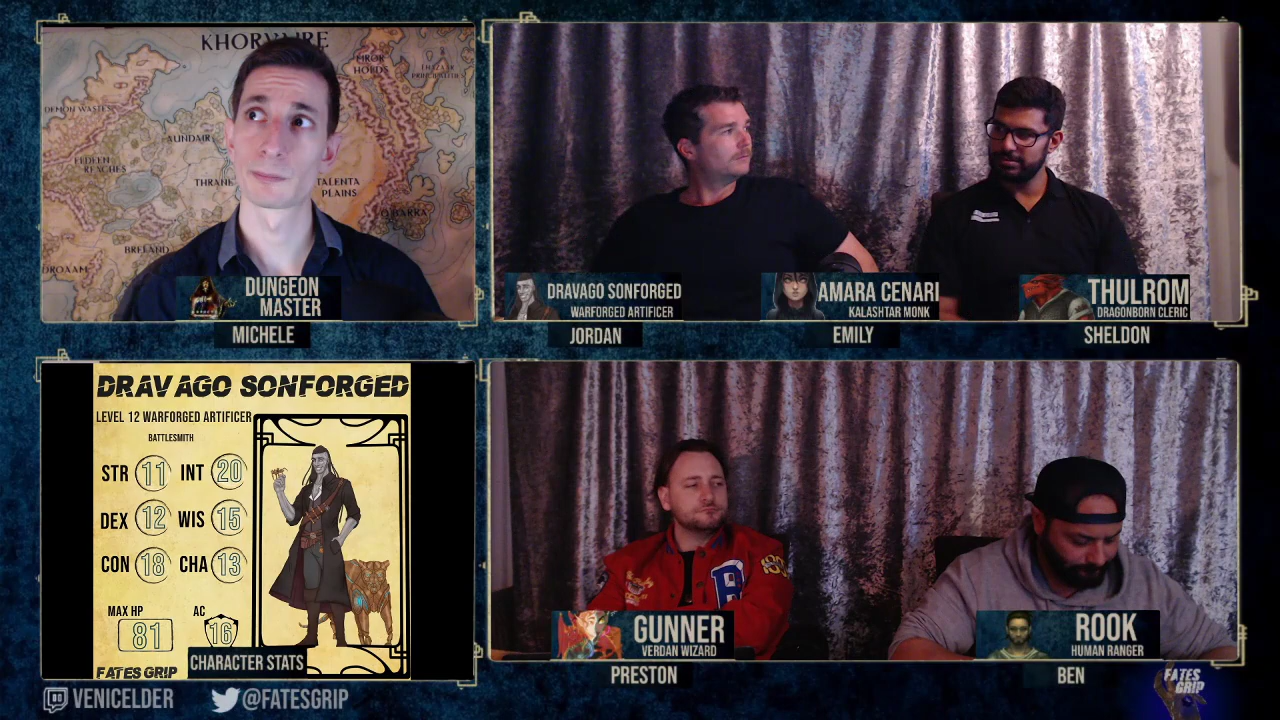 KHORVAIRE
MROR
HOLDS
DEMON WASTES
AUNDAIR
ELDEEN
REACHES
THRANE
TALENTA
PLAINS
Q'BARRA
BRELAND
DROAAM
DUNGEON
MASTER
MICHELE
DRAVAGO SONFORGED
WARFORGED ARTIFICER
JORDAN
AMARA CENARI
KALASHTAR MONK
EMILY
THULROM
DRAGONBORN CLERIC
SHELDON
DRAVAGO SONFORGED
LEVEL 12 WARFORGED ARTIFICER
BATTLESMITH
STR 11 INT 20
DEX 12 WIS 15
CON 18 CHA 13
MAX HP AC
81 16
FATES GRIP
CHARACTER STATS
B
GUNNER
VERDAN WIZARD
PRESTON
ROOK
HUMAN RANGER
BEN
VENICELDER @FATESGRIP
FATES
GRIP